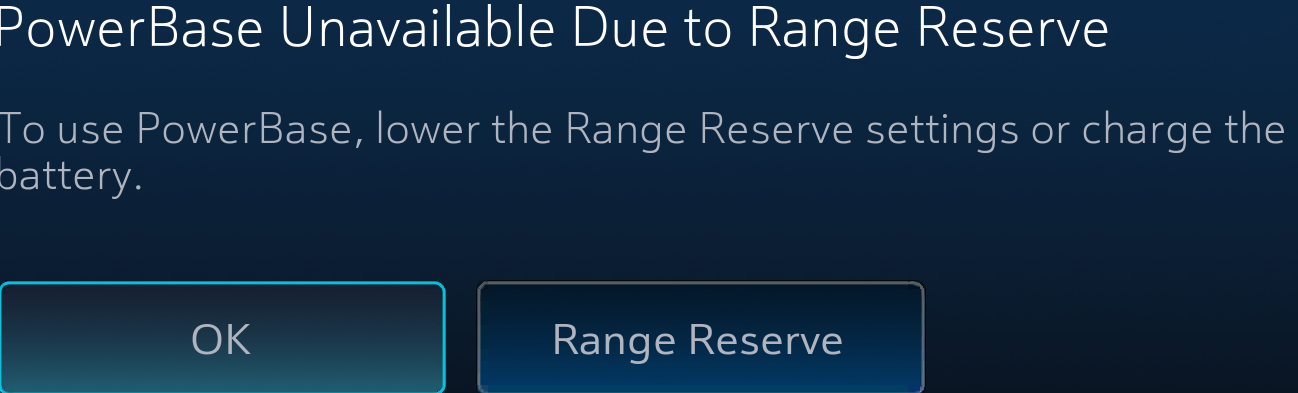 PowerBase Unavailable Due to Range Reserve
To use PowerBase, lower the Range Reserve settings or charge the
battery.
OK
Range Reserve